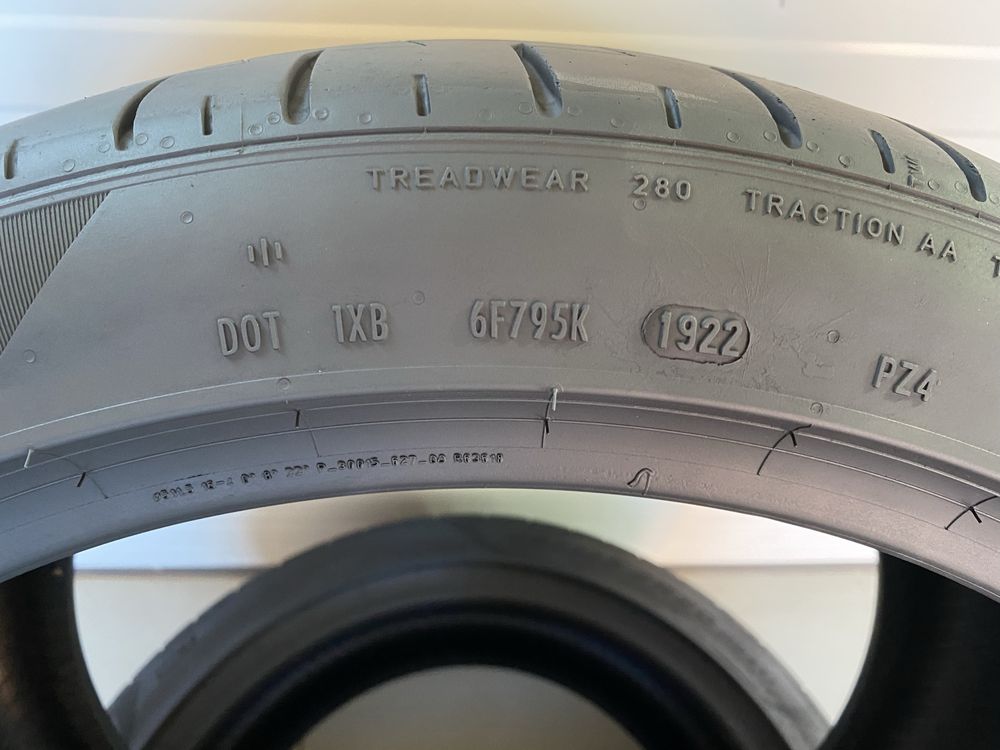 TREADWEAR 280 TRACTION AA
DOT 1XB 6F795K 1922 PZ4